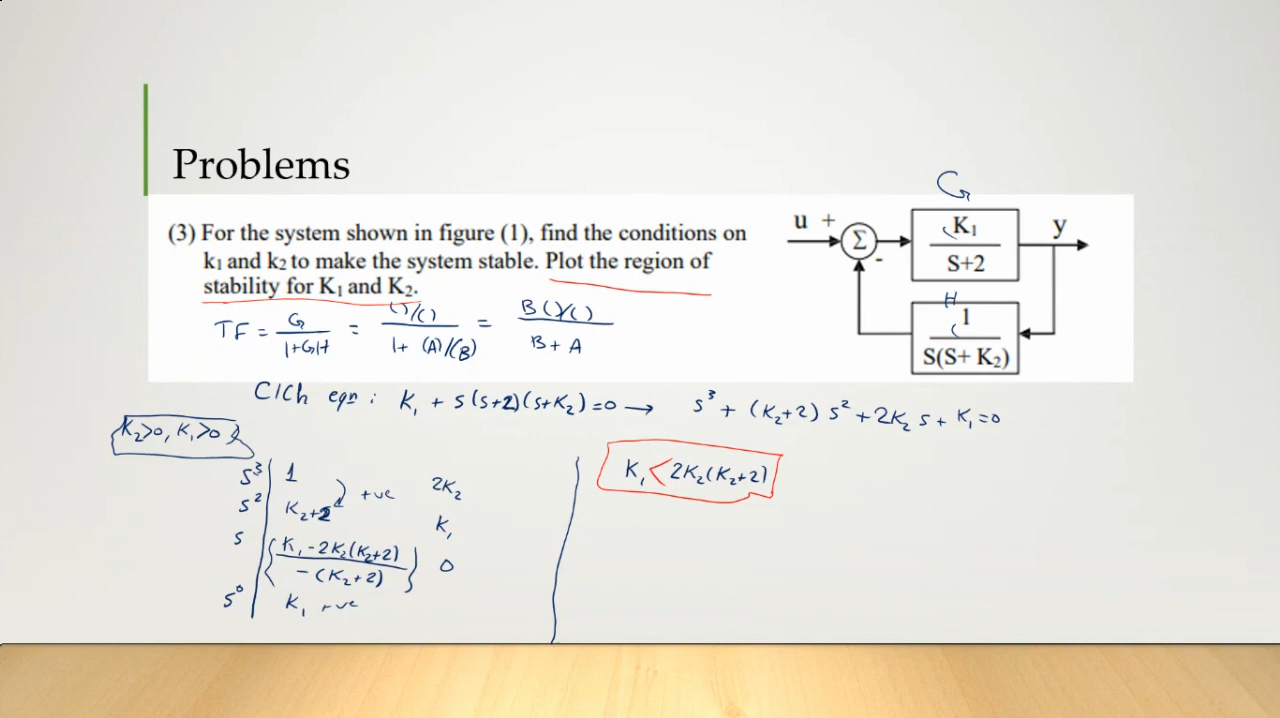 Problems
(3) For the system shown in figure (1), find the conditions on
k₁ and k₂ to make the system stable. Plot the region of
stability for K₁ and K₂.
G
u + Σ - K₁ / S+2 y
H
1 / S(S+ K₂)
TF = G / 1+GH = ( )/( ) / 1+ (A)/(B) = B( )/( ) / B + A
C/Ch eqn : K₁ + s(s+2)(s+K₂)=0 → s³ + (K₂+2) s² + 2K₂ s + K₁ =0
K₂>0, K₁>0
s³ | 1 2K₂
s² | K₂+2 +ve K₁
s | K₁ - 2K₂(K₂+2) / -(K₂+2) 0
s⁰ | K₁ +ve
K₁ < 2K₂(K₂+2)